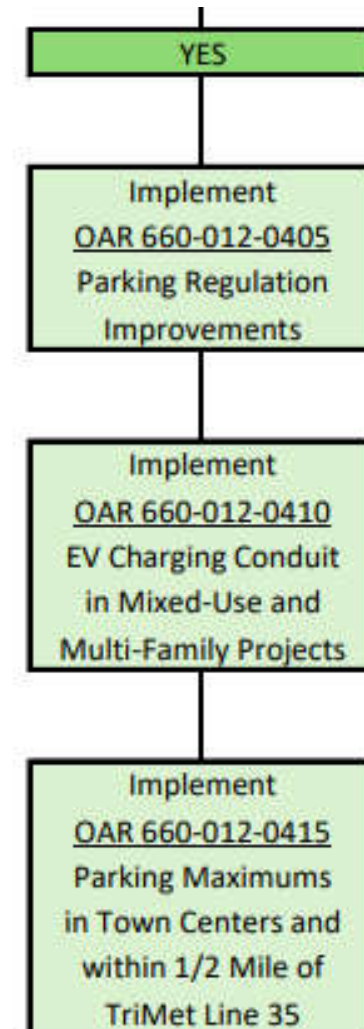 YES
Implement
OAR 660-012-0405
Parking Regulation
Improvements
Implement
OAR 660-012-0410
EV Charging Conduit
in Mixed-Use and
Multi-Family Projects
Implement
OAR 660-012-0415
Parking Maximums
in Town Centers and
within 1/2 Mile of
TriMet Line 35